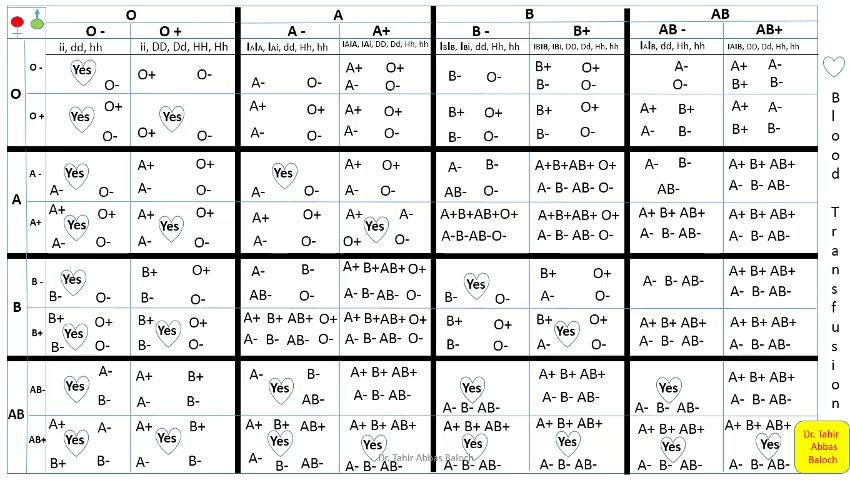 O A B AB
O - O + A - A+ B - B+ AB - AB+
ii, dd, hh ii, DD, Dd, HH, Hh IAIA, IAi, dd, Hh, hh IAIA, IAi, DD, Dd, Hh, hh IBIB, IBi, dd, Hh, hh IBIB, IBi, DD, Dd, Hh, hh IAIB, dd, Hh, hh IAIB, DD, Dd, Hh, hh
O
O - Yes O- O+ O- A- O- A+ O+ A- O- B- O- B+ O+ B- O- A- O- A+ A- B+ B-
O + O+ Yes O- Yes O+ O- A+ O+ A- O- A+ O+ A- O- B+ O+ B- O- B+ O+ B- O- A+ B+ A- B- A+ A- B+ B-
A
A - Yes A- O- A+ O+ A- O- Yes A- O- A+ O+ A- O- A- B- AB- O- A+B+AB+ O+ A- B- AB- O- A- B- AB- A+ B+ AB+ A- B- AB-
A+ A+ Yes O+ A- O- A+ Yes O+ A- O- A+ O+ A- O- A+ Yes A- O+ O- A+B+AB+O+ A-B-AB-O- A+B+AB+ O+ A- B- AB- O- A+ B+ AB+ A- B- AB- A+ B+ AB+ A- B- AB-
B
B - Yes B- O- B+ O+ B- O- A- B- AB- O- A+ B+AB+ O+ A- B- AB- O- Yes B- O- B+ O+ A- O- A- B- AB- A+ B+ AB+ A- B- AB-
B+ B+ Yes O+ B- O- B+ Yes O+ B- O- A+ B+ AB+ O+ A- B- AB- O- A+ B+AB+ O+ A- B- AB- O- B+ O+ B- O- B+ Yes O+ B- O- A+ B+ AB+ A- B- AB- A+ B+ AB+ A- B- AB-
AB
AB- Yes A- B- A+ B+ A- B- A- Yes B- AB- A+ B+ AB+ A- B- AB- Yes A- B- AB- A+ B+ AB+ A- B- AB- Yes A- B- AB- A+ B+ AB+ A- B- AB-
AB+ A+ Yes A- B+ B- A+ Yes B+ A- B- A+ B+ AB+ Yes A- B- AB- A+ B+ AB+ Yes A- B- AB- A+ B+ AB+ Yes A- B- AB- A+ B+ AB+ Yes A- B- AB- A+ B+ AB+ Yes A- B- AB- A+ B+ AB+ Yes A- B- AB-
Dr. Tahir Abbas Baloch
Blood Transfusion
Dr. Tahir
Abbas
Baloch